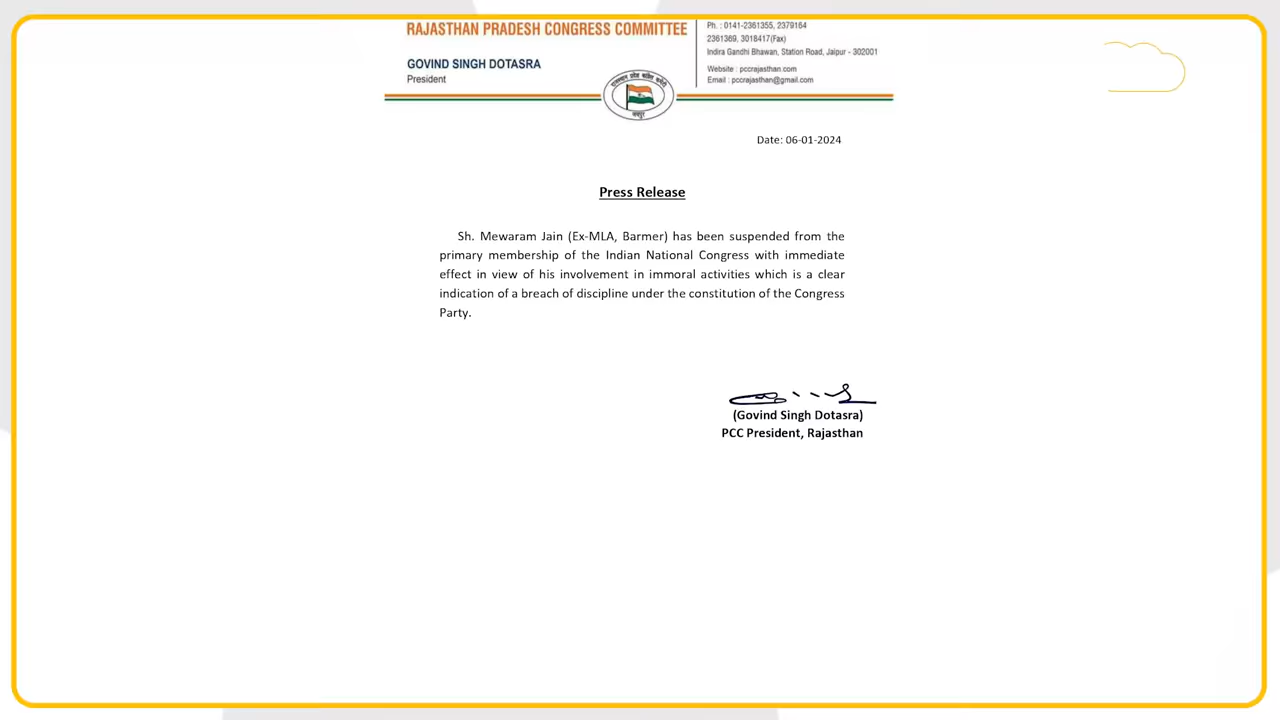 RAJASTHAN PRADESH CONGRESS COMMITTEE
GOVIND SINGH DOTASRA
President
Ph. : 0141-2361355, 2379164
2361369, 3018417(Fax)
Indira Gandhi Bhawan, Station Road, Jaipur - 302001
Website : pccrajasthan.com
Email : pccrajasthan@gmail.com
राजस्थान प्रदेश कांग्रेस कमेटी
जयपुर
Date: 06-01-2024
Press Release
Sh. Mewaram Jain (Ex-MLA, Barmer) has been suspended from the
primary membership of the Indian National Congress with immediate
effect in view of his involvement in immoral activities which is a clear
indication of a breach of discipline under the constitution of the Congress
Party.
(Govind Singh Dotasra)
PCC President, Rajasthan